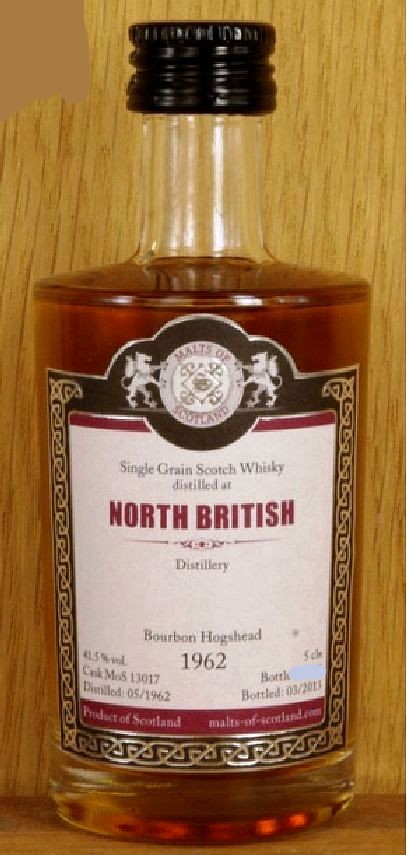 MALTS OF
SCOTLAND
Single Grain Scotch Whisky
distilled at
NORTH BRITISH
Distillery
Bourbon Hogshead
41.5 % vol. 1962 5 cle
Cask MoS 13017 Bottl
Distilled: 05/1962 Bottled: 03/2013
Product of Scotland malts-of-scotland.com